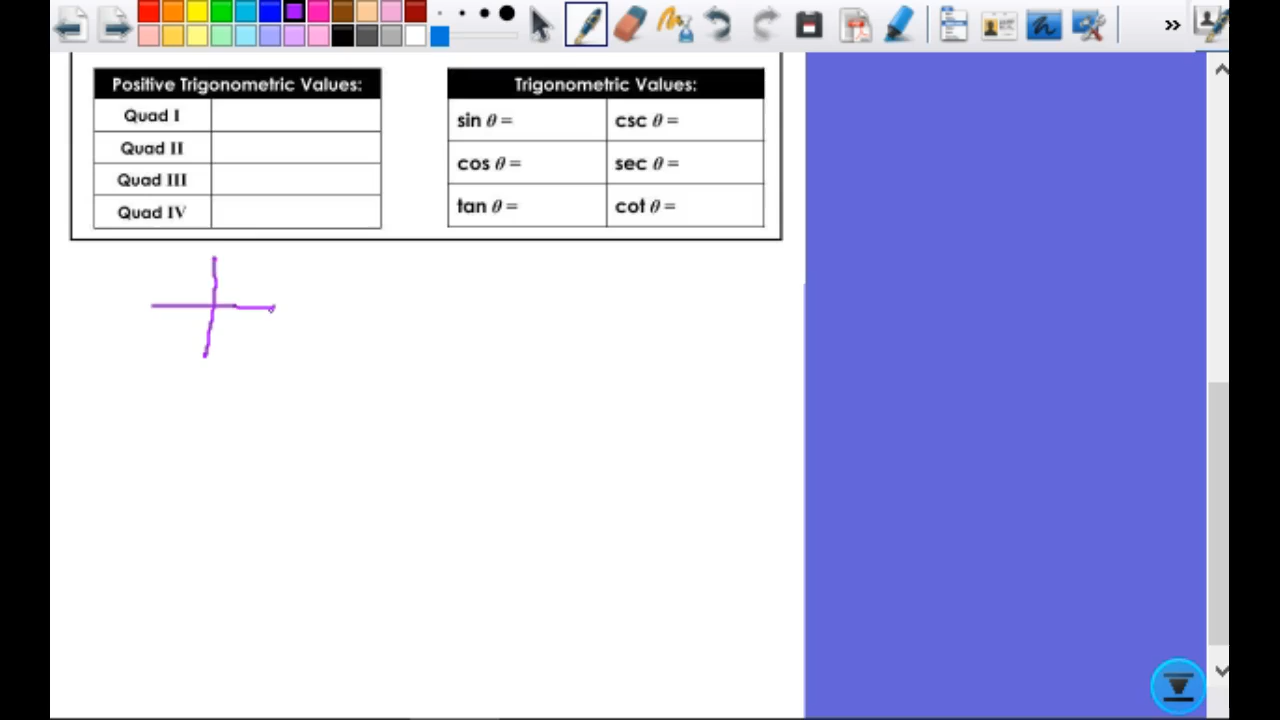 »
Positive Trigonometric Values:
Quad I
Quad II
Quad III
Quad IV
Trigonometric Values:
sin θ = csc θ =
cos θ = sec θ =
tan θ = cot θ =